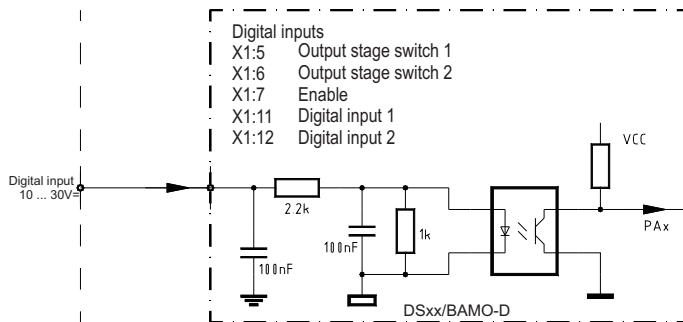 Digital inputs
X1:5 Output stage switch 1
X1:6 Output stage switch 2
X1:7 Enable
X1:11 Digital input 1
X1:12 Digital input 2
VCC
Digital input
10 ... 30V=
2.2k
100nF
1k
PAx
100nF
DSxx/BAMO-D